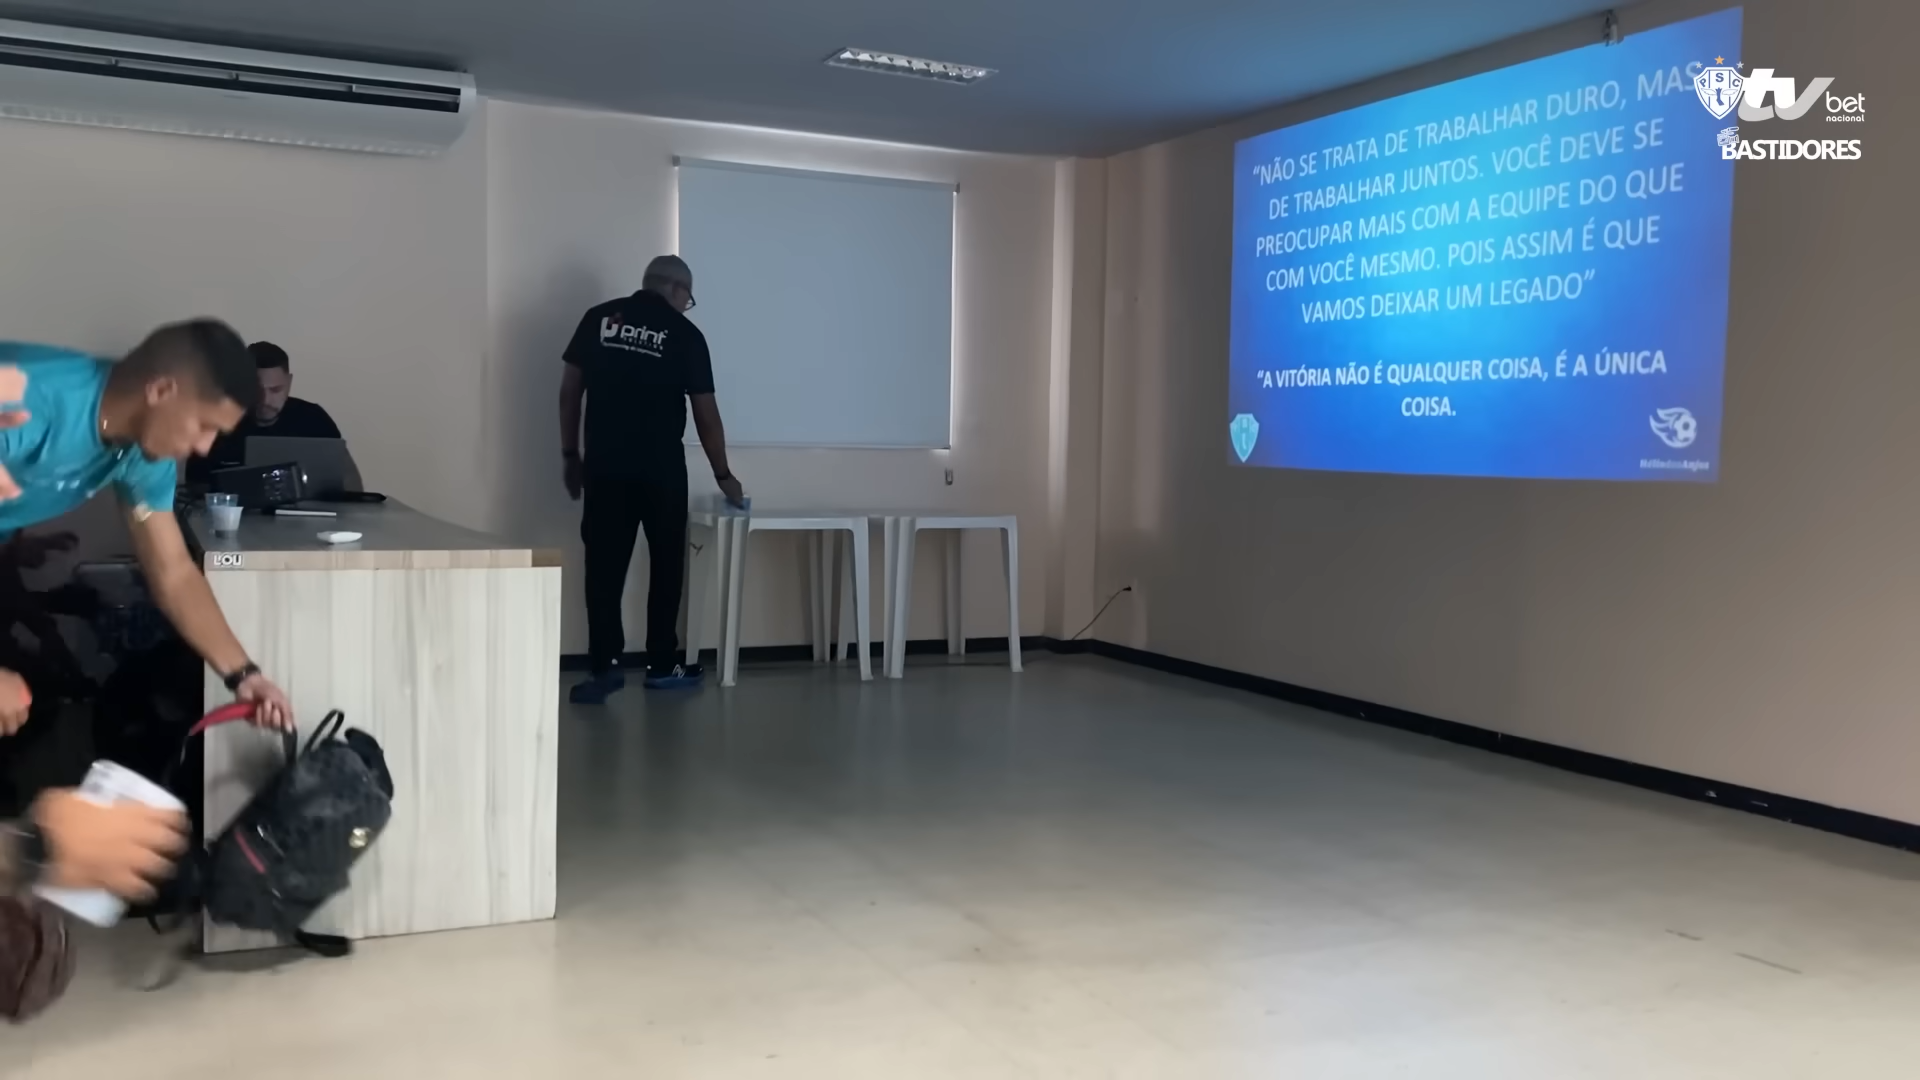 PSC
tv
bet
nacional
BASTIDORES
"NÃO SE TRATA DE TRABALHAR DURO, MAS
DE TRABALHAR JUNTOS. VOCÊ DEVE SE
PREOCUPAR MAIS COM A EQUIPE DO QUE
COM VOCÊ MESMO. POIS ASSIM É QUE
VAMOS DEIXAR UM LEGADO"
"A VITÓRIA NÃO É QUALQUER COISA, É A ÚNICA
COISA.
print